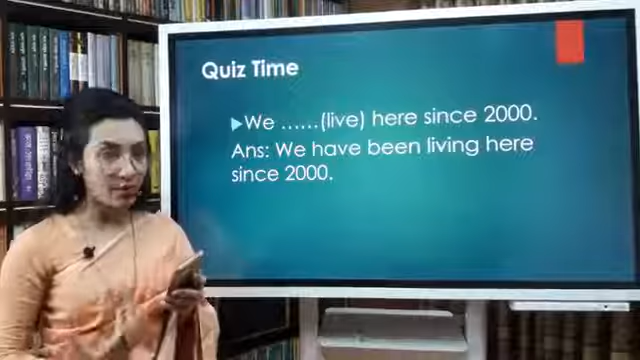 Quiz Time
We ......(live) here since 2000.
Ans: We have been living here
since 2000.